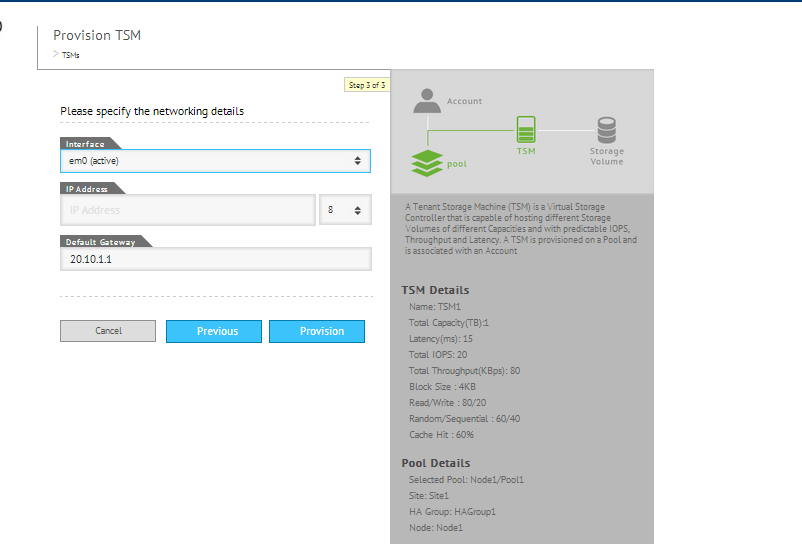 Provision TSM
> TSMs
Step 3 of 3
Please specify the networking details
Interface
em0 (active)
IP Address
IP Address
8
Default Gateway
20.10.1.1
Cancel
Previous
Provision
Account
TSM
Storage
Volume
pool
A Tenant Storage Machine (TSM) is a Virtual Storage
Controller that is capable of hosting different Storage
Volumes of different Capacities and with predictable IOPS,
Throughput and Latency. A TSM is provisioned on a Pool and
is associated with an Account
TSM Details
Name: TSM1
Total Capacity(TB):1
Latency(ms): 15
Total IOPS: 20
Total Throughput(KBps): 80
Block Size : 4KB
Read/Write : 80/20
Random/Sequential : 60/40
Cache Hit : 60%
Pool Details
Selected Pool: Node1/Pool1
Site: Site1
HA Group: HAGroup1
Node: Node1